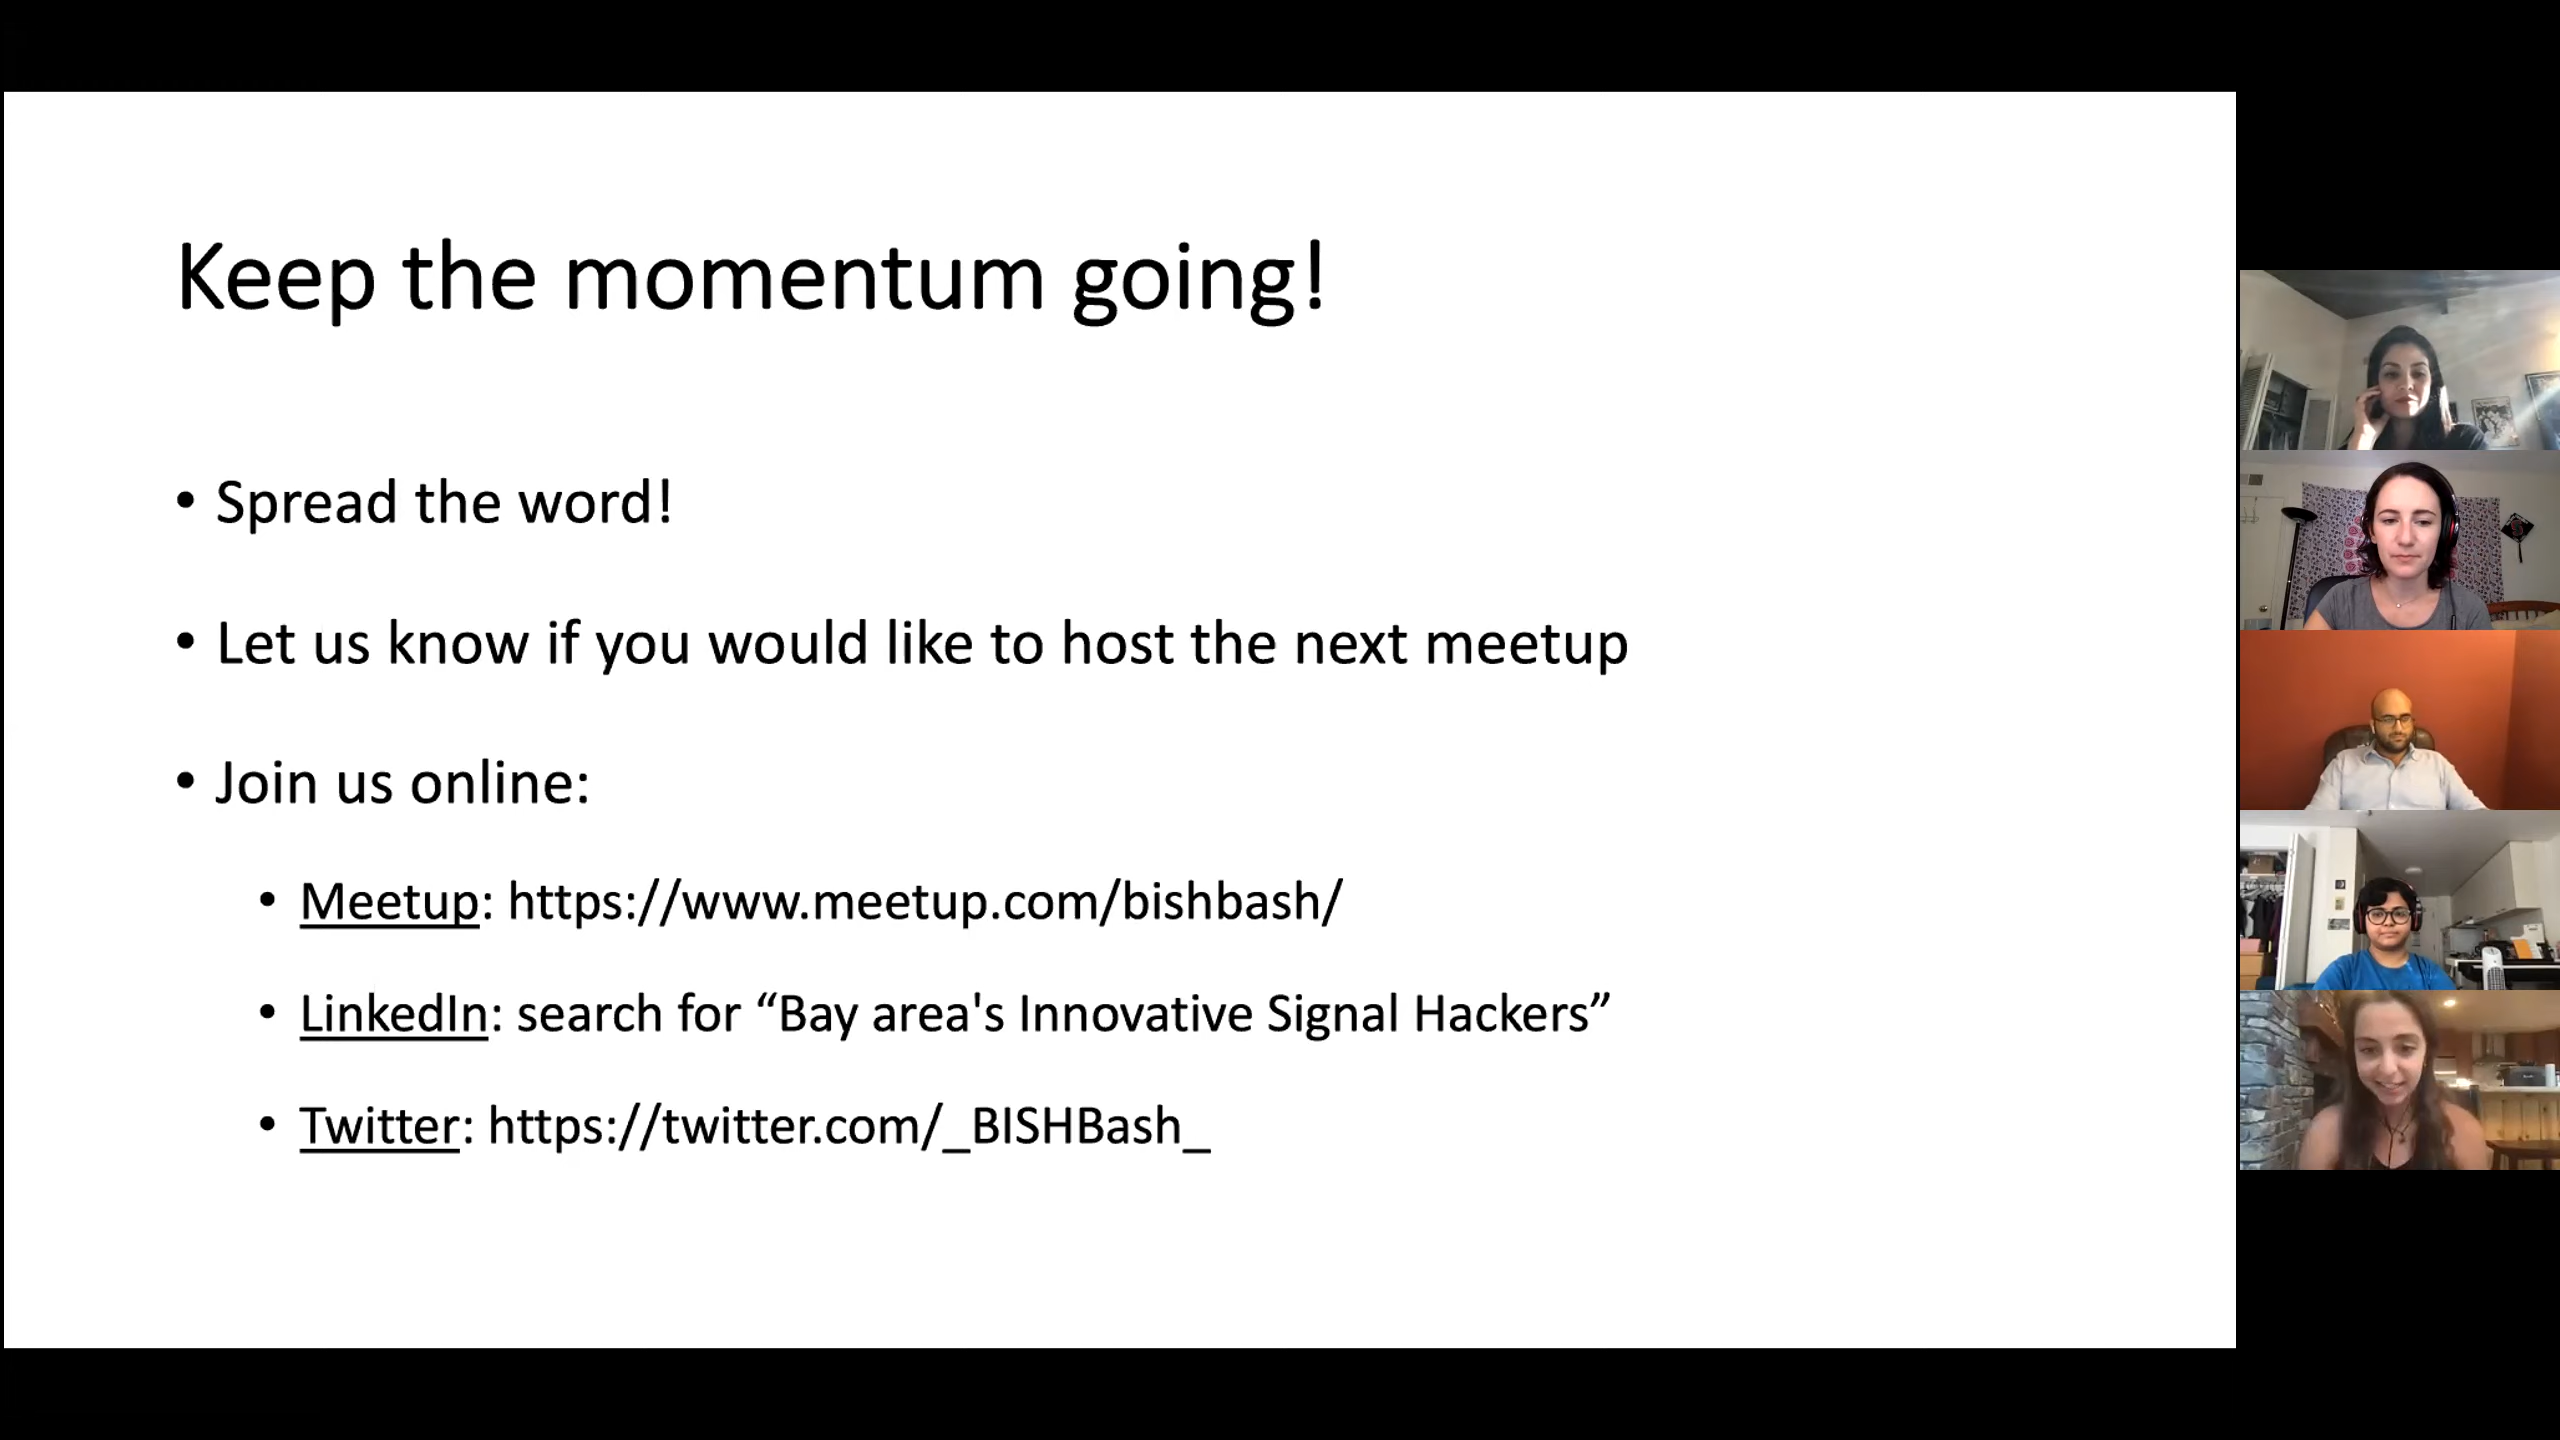 Keep the momentum going!
• Spread the word!
• Let us know if you would like to host the next meetup
• Join us online:
• Meetup: https://www.meetup.com/bishbash/
• LinkedIn: search for “Bay area's Innovative Signal Hackers”
• Twitter: https://twitter.com/_BISHBash_